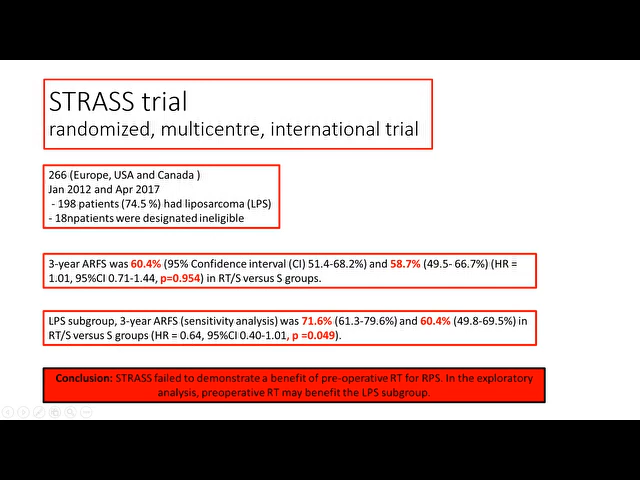 STRASS trial
randomized, multicentre, international trial
266 (Europe, USA and Canada )
Jan 2012 and Apr 2017
- 198 patients (74.5 %) had liposarcoma (LPS)
- 18npatients were designated ineligible
3-year ARFS was 60.4% (95% Confidence interval (CI) 51.4-68.2%) and 58.7% (49.5- 66.7%) (HR =
1.01, 95%CI 0.71-1.44, p=0.954) in RT/S versus S groups.
LPS subgroup, 3-year ARFS (sensitivity analysis) was 71.6% (61.3-79.6%) and 60.4% (49.8-69.5%) in
RT/S versus S groups (HR = 0.64, 95%CI 0.40-1.01, p =0.049).
Conclusion: STRASS failed to demonstrate a benefit of pre-operative RT for RPS. In the exploratory
analysis, preoperative RT may benefit the LPS subgroup.